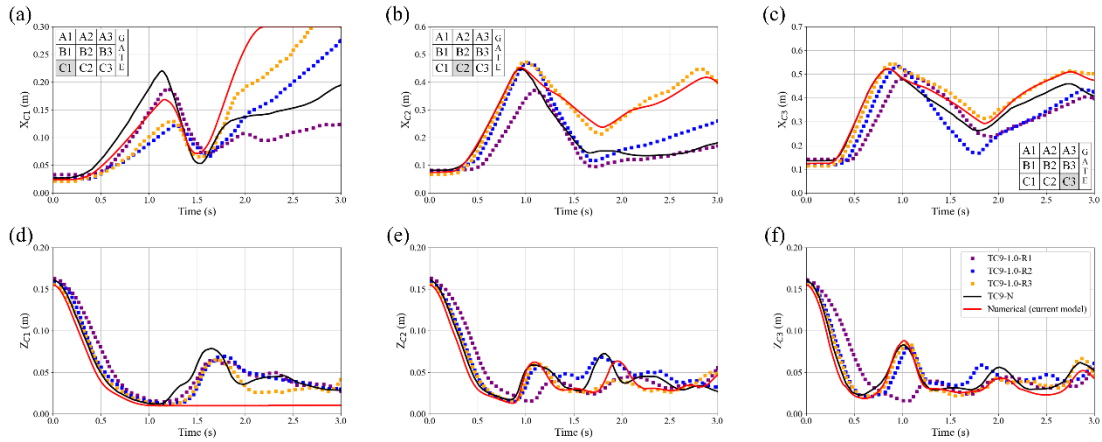 (a)
0.30
0.25
0.20
0.15
0.10
0.05
0.00
X_C1 (m)
A1 A2 A3
B1 B2 B3
C1 C2 C3
GATE
0.0 0.5 1.0 1.5 2.0 2.5 3.0
Time (s)
(b)
0.6
0.5
0.4
0.3
0.2
0.1
0.0
X_C2 (m)
A1 A2 A3
B1 B2 B3
C1 C2 C3
GATE
0.0 0.5 1.0 1.5 2.0 2.5 3.0
Time (s)
(c)
0.7
0.6
0.5
0.4
0.3
0.2
0.1
X_C3 (m)
A1 A2 A3
B1 B2 B3
C1 C2 C3
GATE
0.0 0.5 1.0 1.5 2.0 2.5 3.0
Time (s)
(d)
0.20
0.15
0.10
0.05
0.00
Z_C1 (m)
0.0 0.5 1.0 1.5 2.0 2.5 3.0
Time (s)
(e)
0.20
0.15
0.10
0.05
0.00
Z_C2 (m)
0.0 0.5 1.0 1.5 2.0 2.5 3.0
Time (s)
(f)
0.20
0.15
0.10
0.05
0.00
Z_C3 (m)
TC9-1.0-R1
TC9-1.0-R2
TC9-1.0-R3
TC9-N
Numerical (current model)
0.0 0.5 1.0 1.5 2.0 2.5 3.0
Time (s)